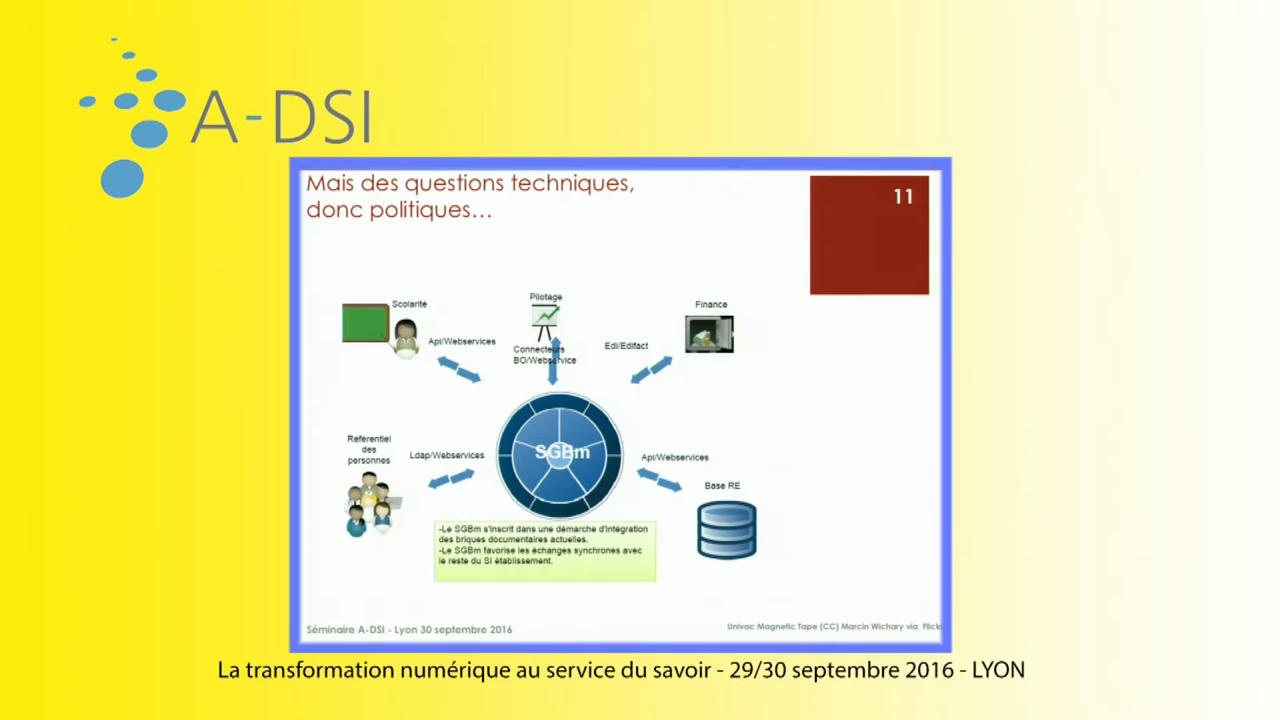 A-DSI
Mais des questions techniques,
donc politiques...
11
Scolarité
Pilotage
Finance
Api/Webservices
Connecteurs
BO/Webservice
Edi/Edifact
Référentiel
des
personnes
Ldap/Webservices
SGBm
Api/Webservices
Base RE
-Le SGBm s'inscrit dans une démarche d'intégration
des briques documentaires actuelles.
-Le SGBm favorise les échanges synchrones avec
le reste du SI établissement.
Séminaire A-DSI - Lyon 30 septembre 2016
Univac Magnetic Tape (CC) Marcin Wichary via
La transformation numérique au service du savoir - 29/30 septembre 2016 - LYON